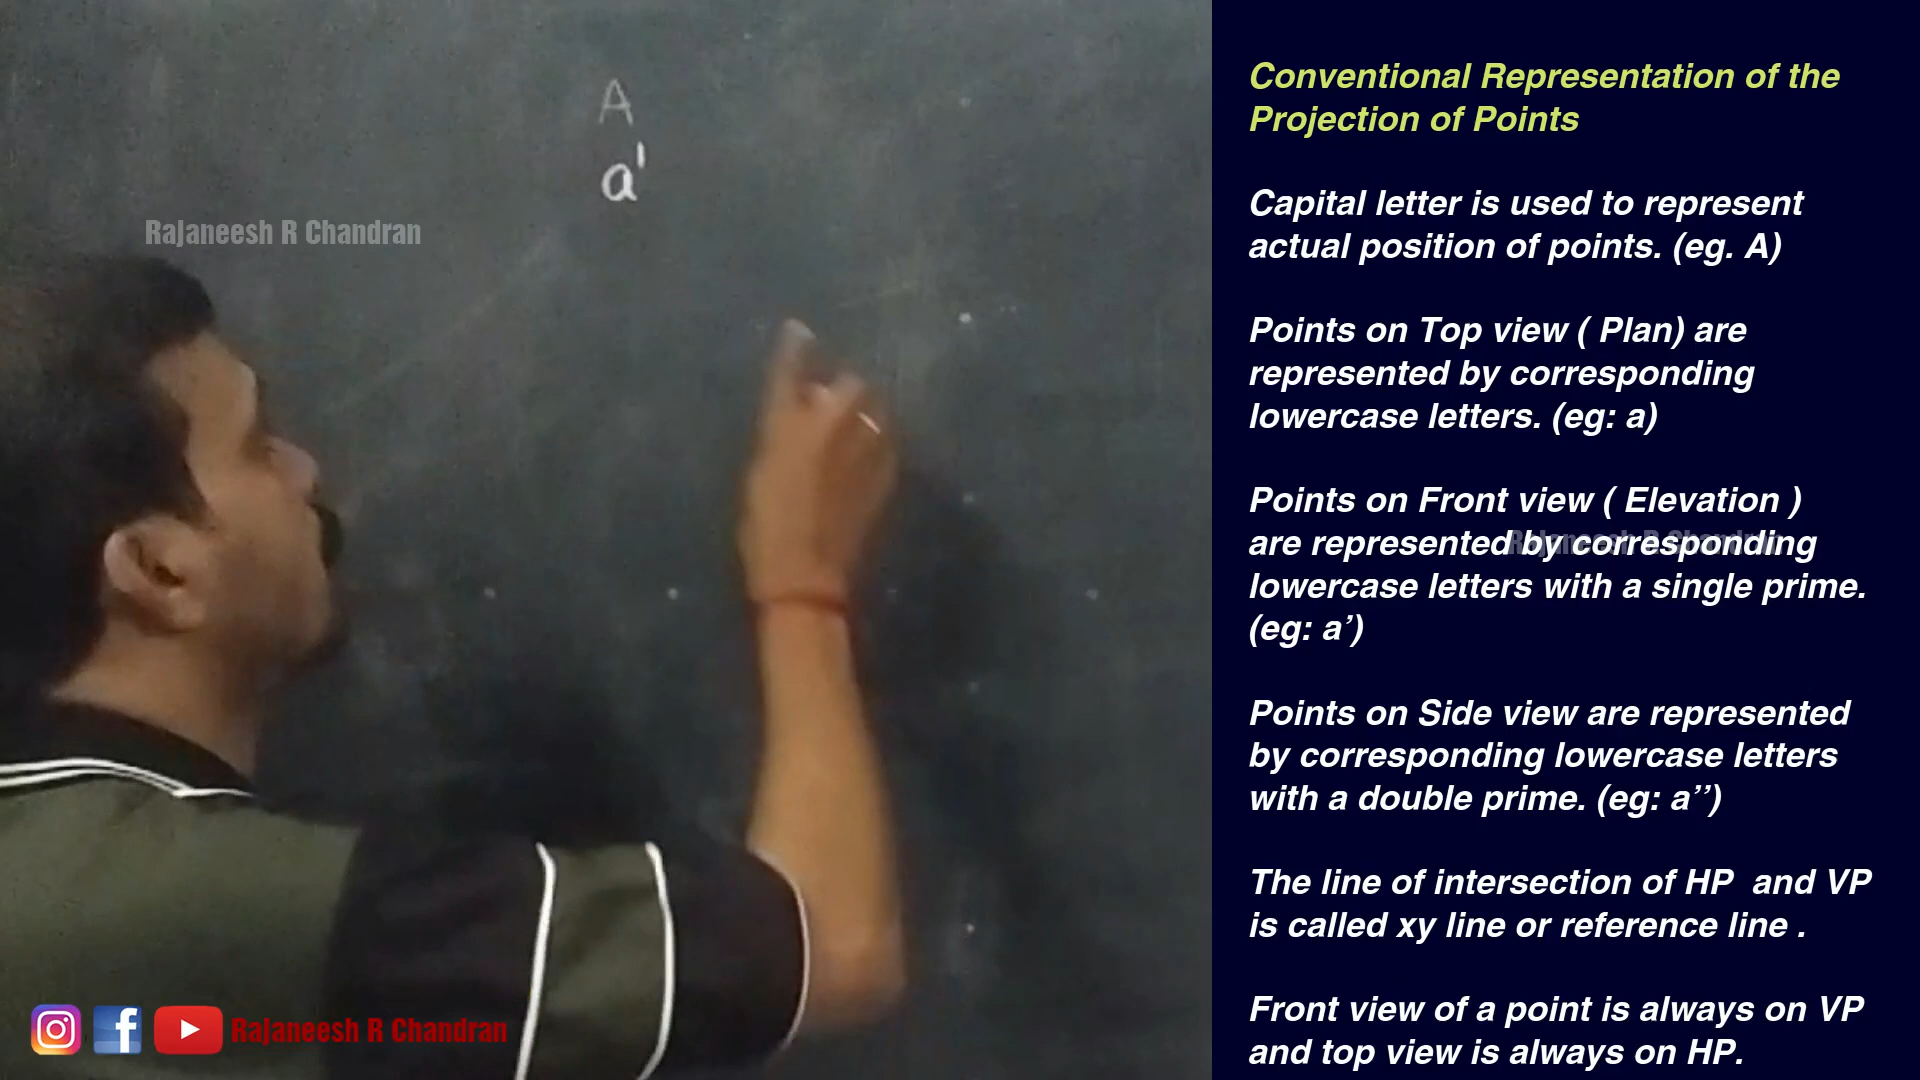 A
a'
Rajaneesh R Chandran
Rajaneesh R Chandran
Conventional Representation of the
Projection of Points
Capital letter is used to represent
actual position of points. (eg. A)
Points on Top view ( Plan) are
represented by corresponding
lowercase letters. (eg: a)
Points on Front view ( Elevation )
are represented by corresponding
Rajaneesh R Chandran
lowercase letters with a single prime.
(eg: a’)
Points on Side view are represented
by corresponding lowercase letters
with a double prime. (eg: a’’)
The line of intersection of HP and VP
is called xy line or reference line .
Front view of a point is always on VP
and top view is always on HP.